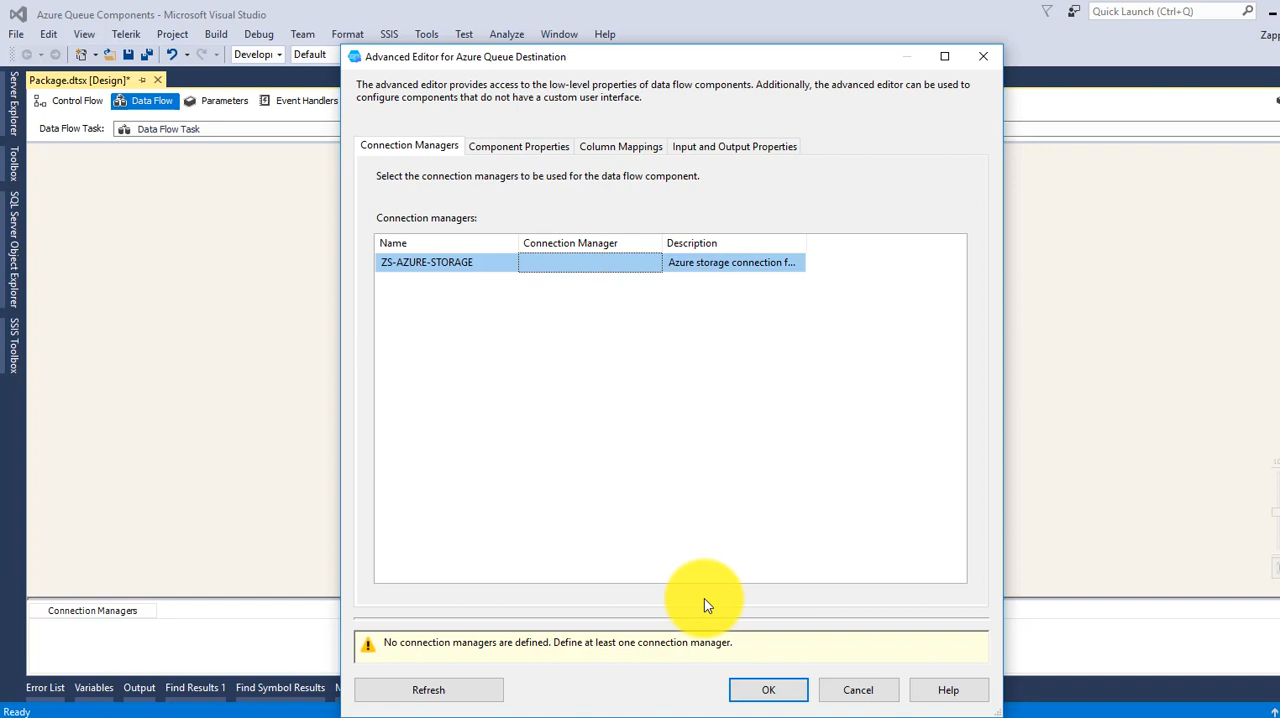 Azure Queue Components - Microsoft Visual Studio
Quick Launch (Ctrl+Q)
File Edit View Telerik Project Build Debug Team Format SSIS Tools Test Analyze Window Help
Develop Default
Package.dtsx [Design]*
Control Flow Data Flow Parameters Event Handlers
Data Flow Task: Data Flow Task
Server Explorer
Toolbox
SQL Server Object Explorer
SSIS Toolbox
Advanced Editor for Azure Queue Destination
The advanced editor provides access to the low-level properties of data flow components. Additionally, the advanced editor can be used to
configure components that do not have a custom user interface.
Connection Managers Component Properties Column Mappings Input and Output Properties
Select the connection managers to be used for the data flow component.
Connection managers:
Name Connection Manager Description
ZS-AZURE-STORAGE Azure storage connection f...
No connection managers are defined. Define at least one connection manager.
Refresh OK Cancel Help
Connection Managers
Error List Variables Output Find Results 1 Find Symbol Results
Ready